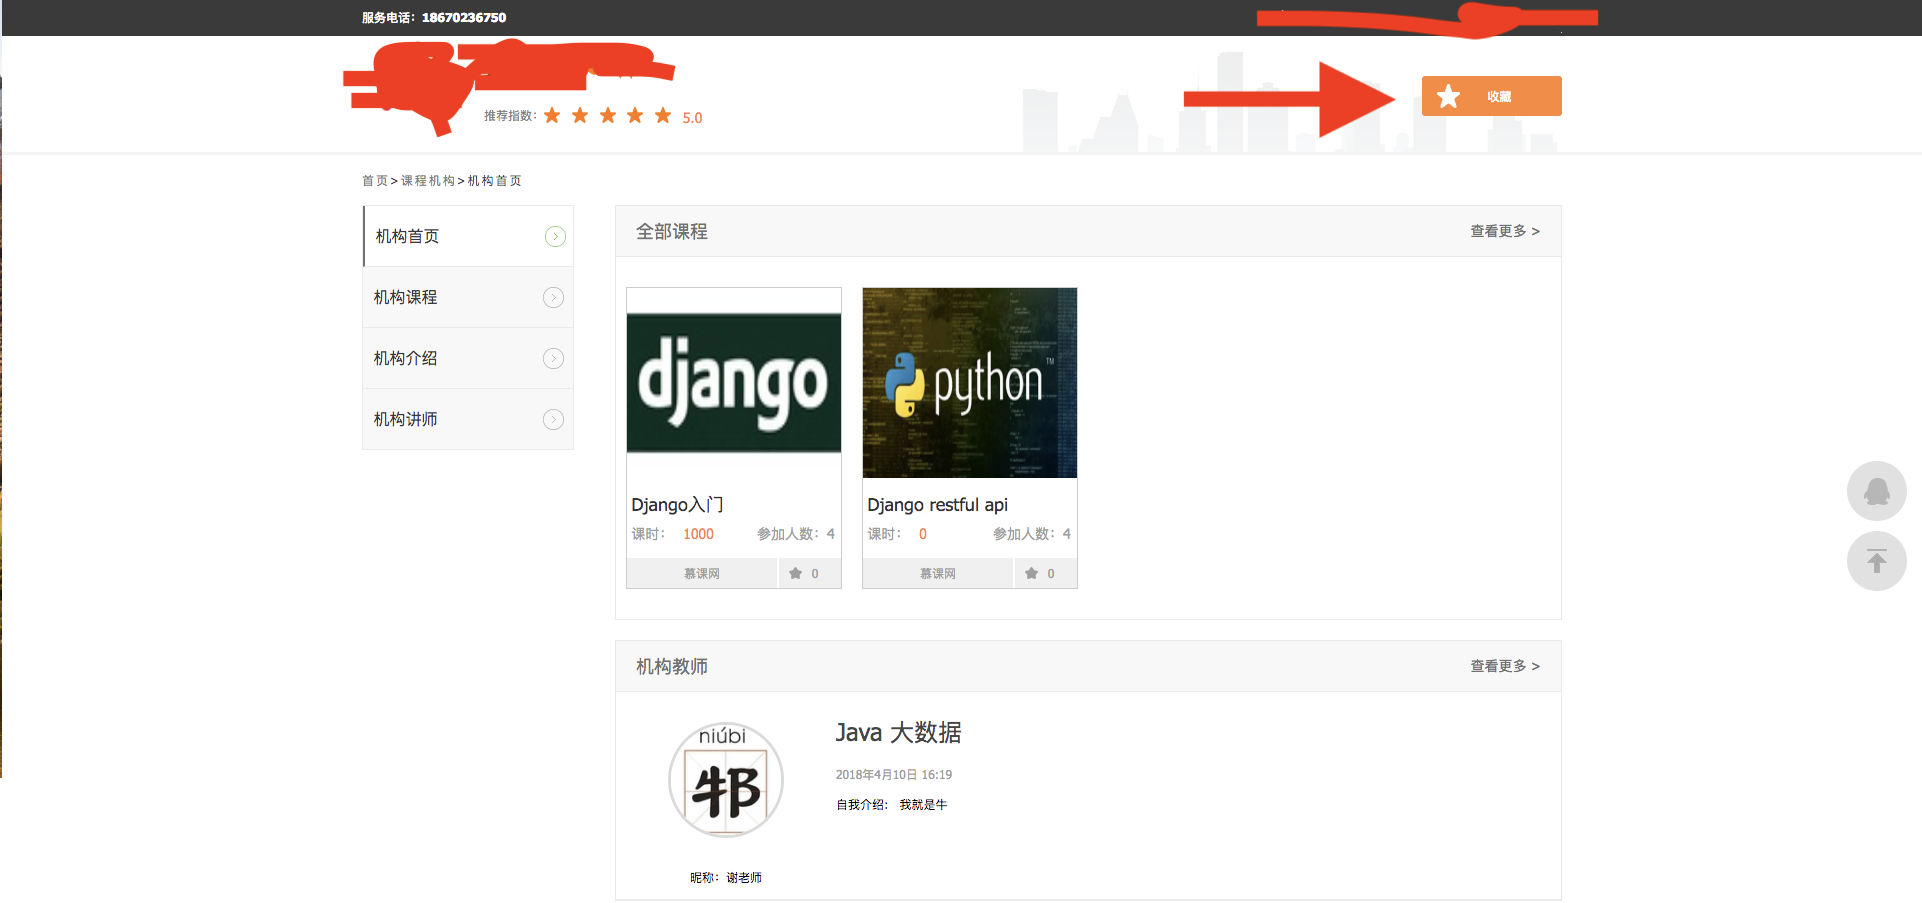 服务电话：18670236750
推荐指数： 5.0
收藏
首页>课程机构>机构首页
机构首页
机构课程
机构介绍
机构讲师
全部课程
查看更多 >
django
Django入门
课时： 1000 参加人数：4
慕课网 0
python™
Django restful api
课时： 0 参加人数：4
慕课网 0
机构教师
查看更多 >
niúbi
Java 大数据
2018年4月10日 16:19
自我介绍： 我就是牛
昵称：谢老师